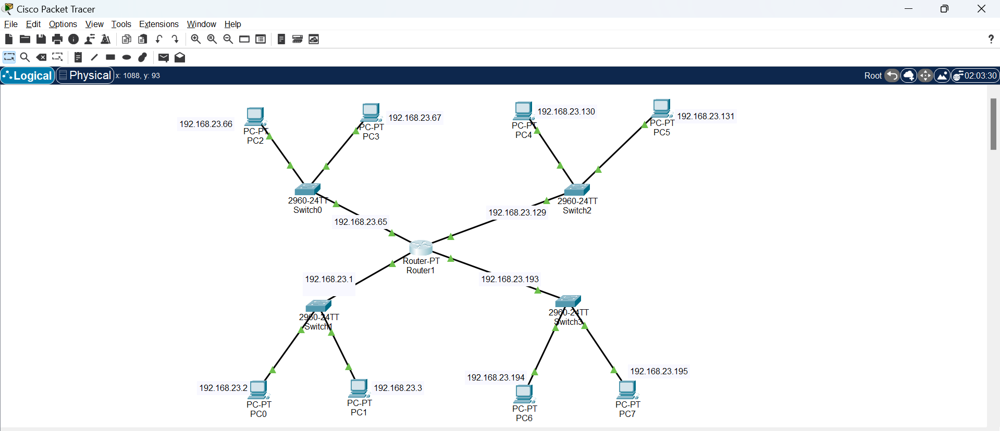 Cisco Packet Tracer
File Edit Options View Tools Extensions Window Help
?
Logical Physical x: 1088, y: 93 Root 02:03:30
192.168.23.66
PC-PT
PC2
PC-PT
PC3
192.168.23.67
PC-PT
PC4
192.168.23.130
PC-PT
PC5
192.168.23.131
2960-24TT
Switch0
2960-24TT
Switch2
192.168.23.65
192.168.23.129
Router-PT
Router1
192.168.23.1
192.168.23.193
2960-24TT
Switch1
2960-24TT
Switch3
192.168.23.2
PC-PT
PC0
PC-PT
PC1
192.168.23.3
192.168.23.194
PC-PT
PC6
192.168.23.195
PC-PT
PC7